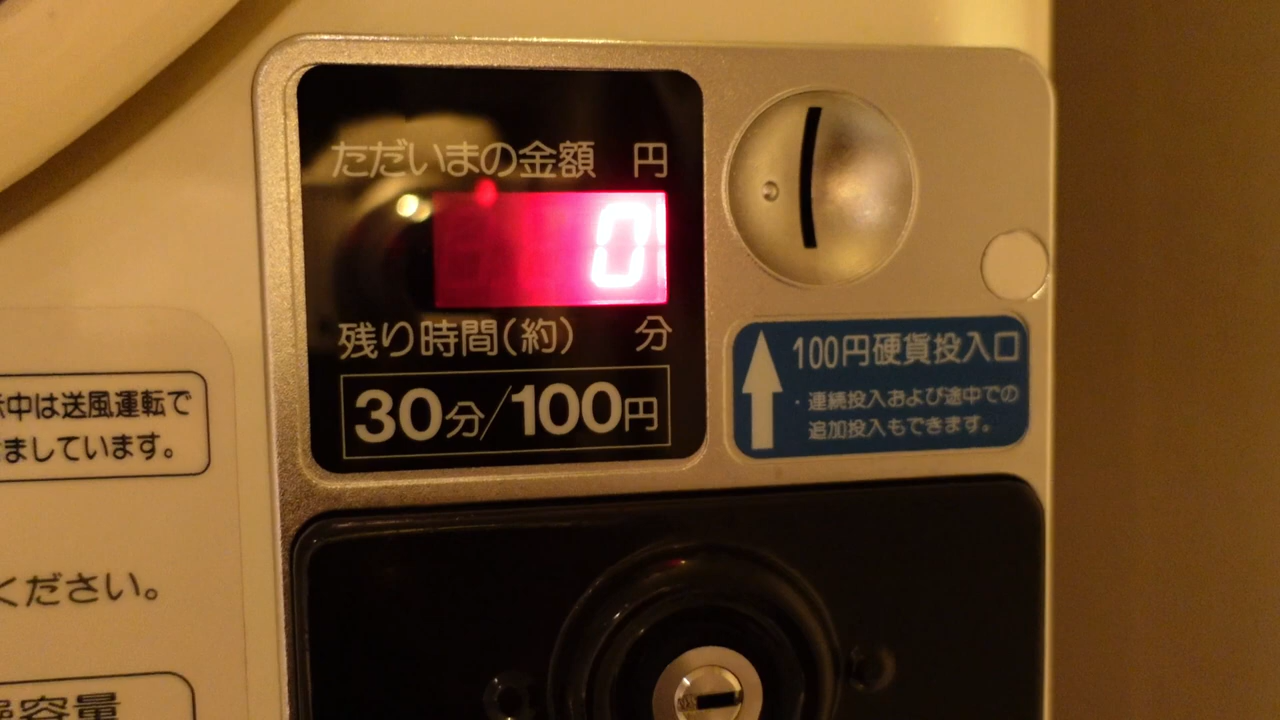 ただいまの金額 円
0
残り時間(約) 分
30分/100円
100円硬貨投入口
・連続投入および途中での
追加投入もできます。
中は送風運転で
ましています。
ください。
容量